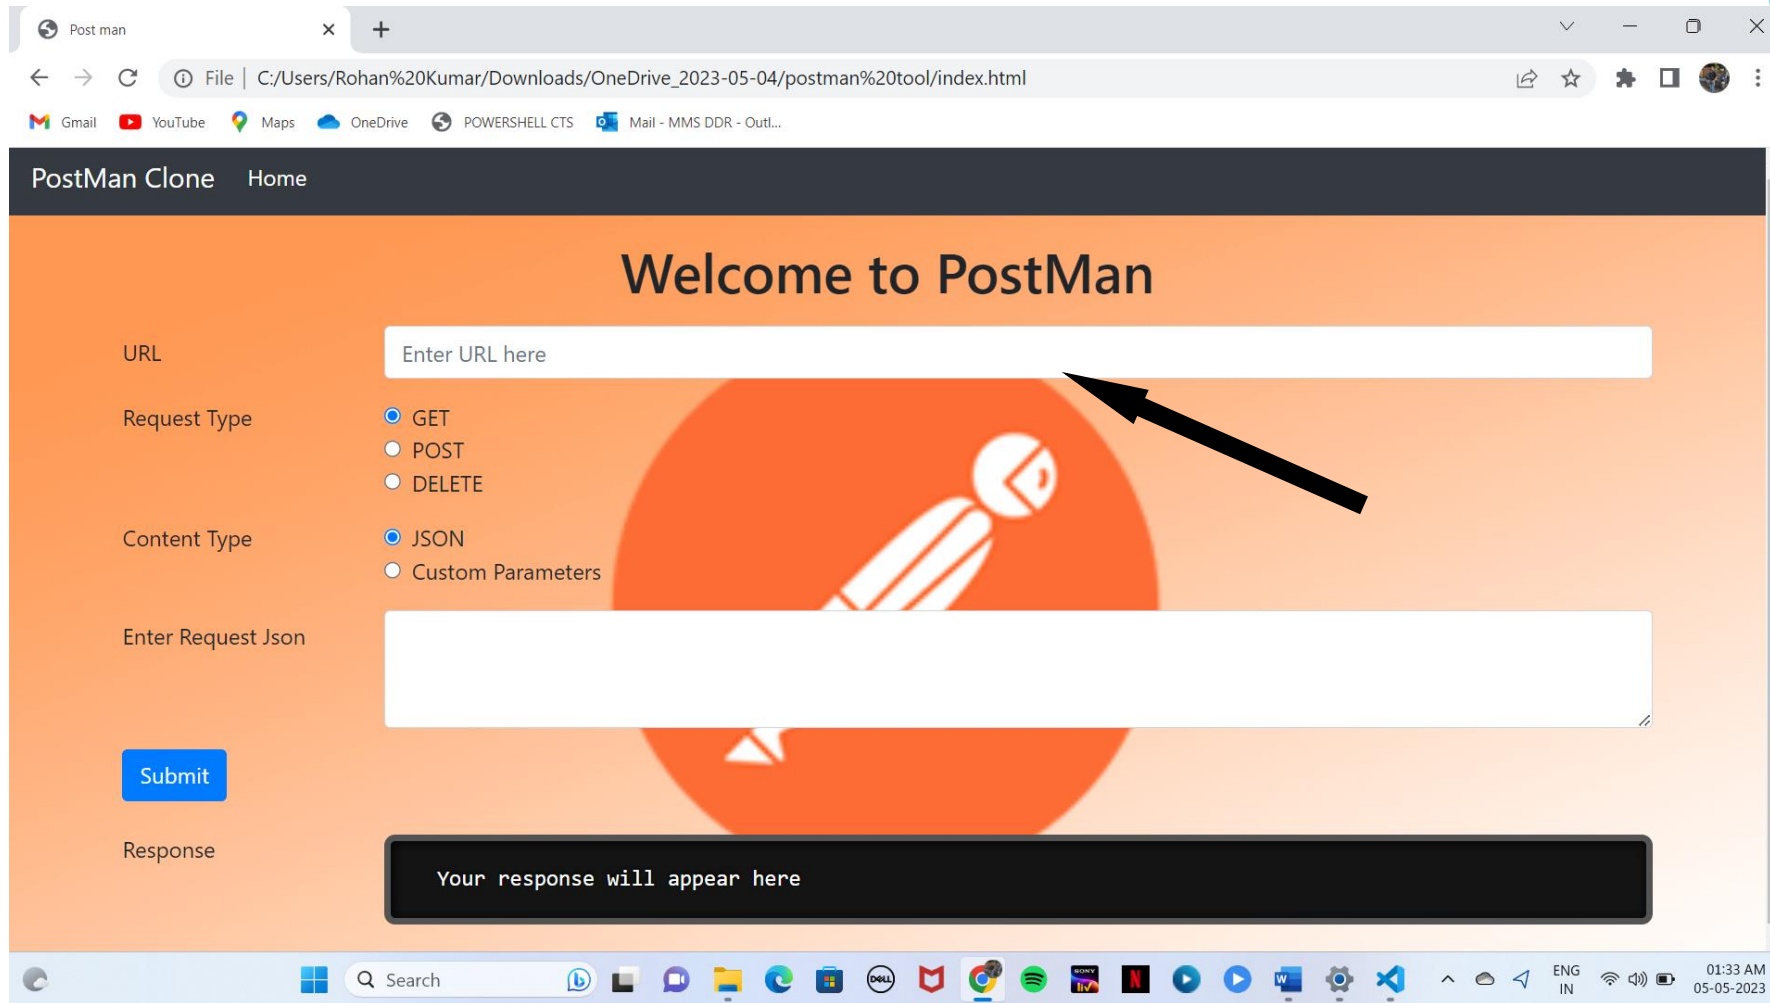 Post man
File | C:/Users/Rohan%20Kumar/Downloads/OneDrive_2023-05-04/postman%20tool/index.html
Gmail YouTube Maps OneDrive POWERSHELL CTS Mail - MMS DDR - Outl...
PostMan Clone Home
Welcome to PostMan
URL Enter URL here
Request Type GET
POST
DELETE
Content Type JSON
Custom Parameters
Enter Request Json
Submit
Response
Your response will appear here
Search DELL SONY liv N W ENG 01:33 AM
IN 05-05-2023